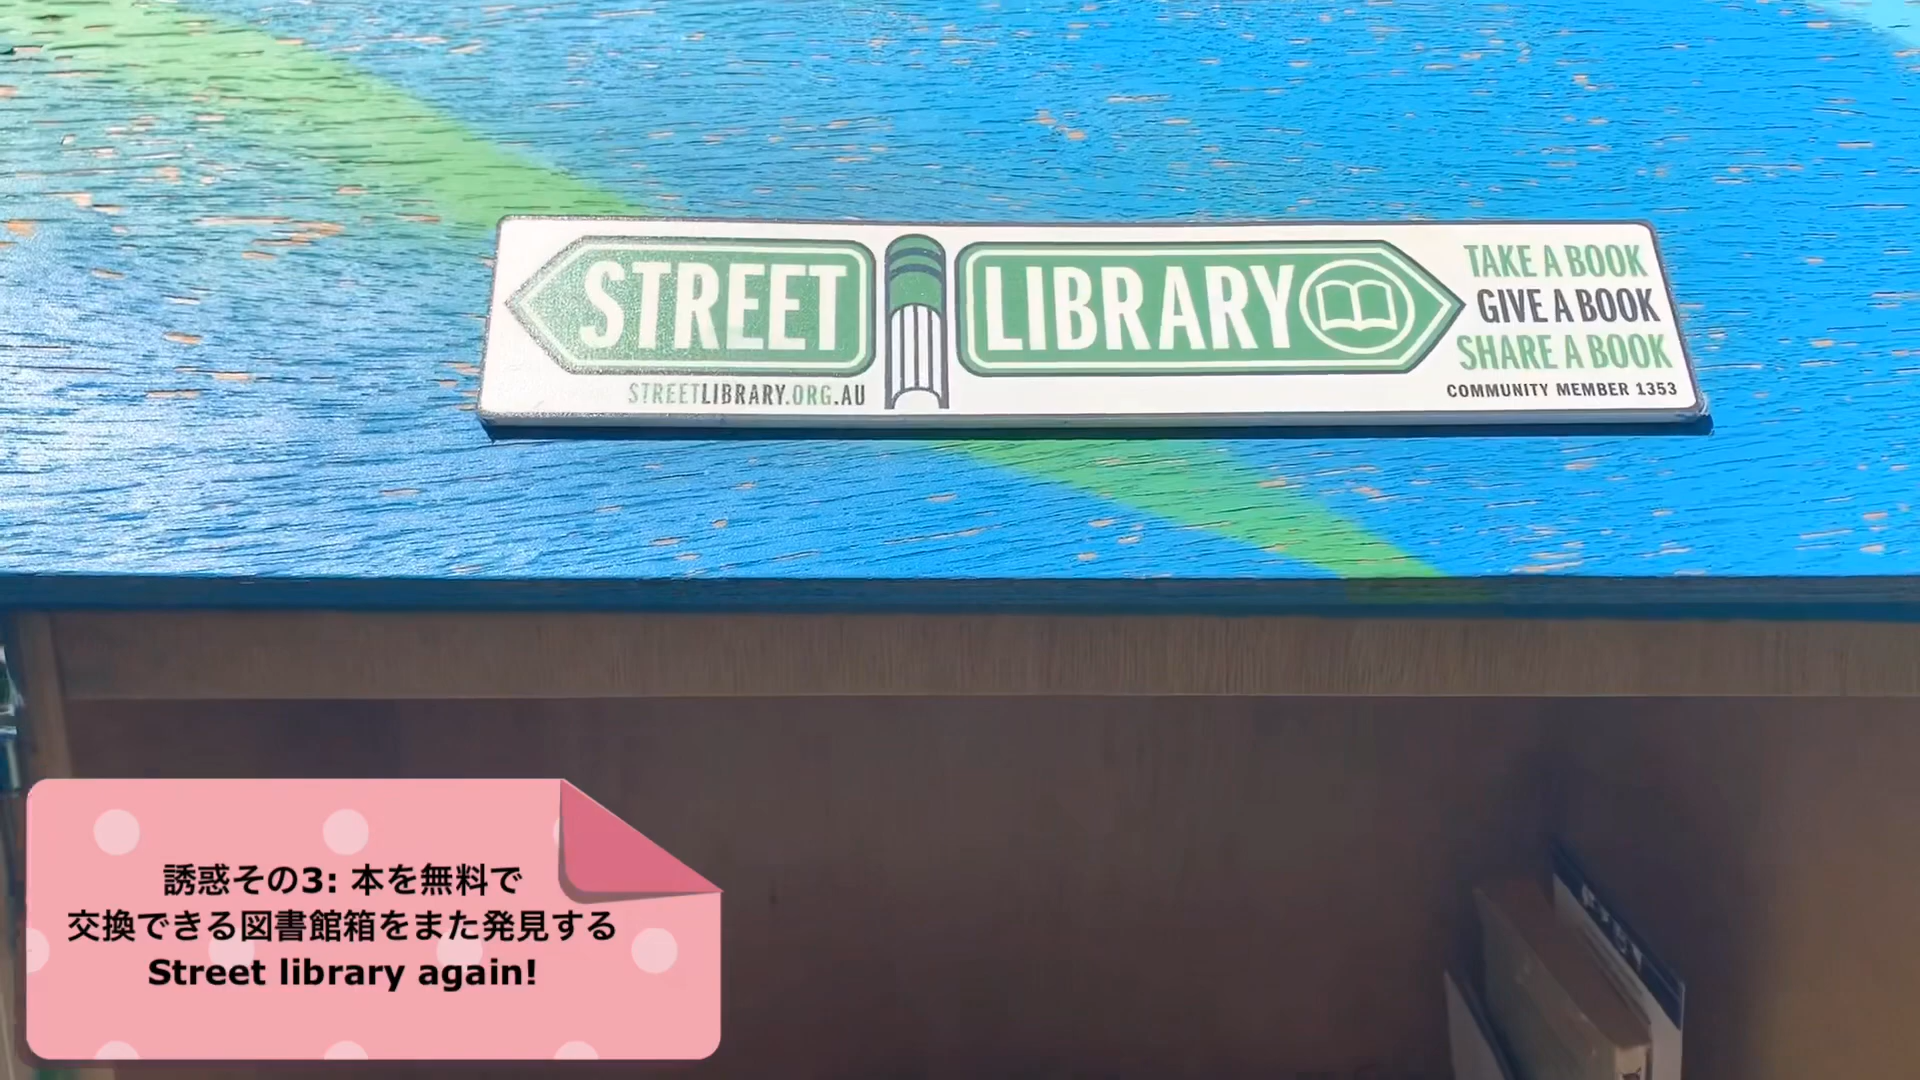 STREET LIBRARY
STREETLIBRARY.ORG.AU
TAKE A BOOK
GIVE A BOOK
SHARE A BOOK
COMMUNITY MEMBER 1353
誘惑その3: 本を無料で
交換できる図書館箱をまた発見する
Street library again!